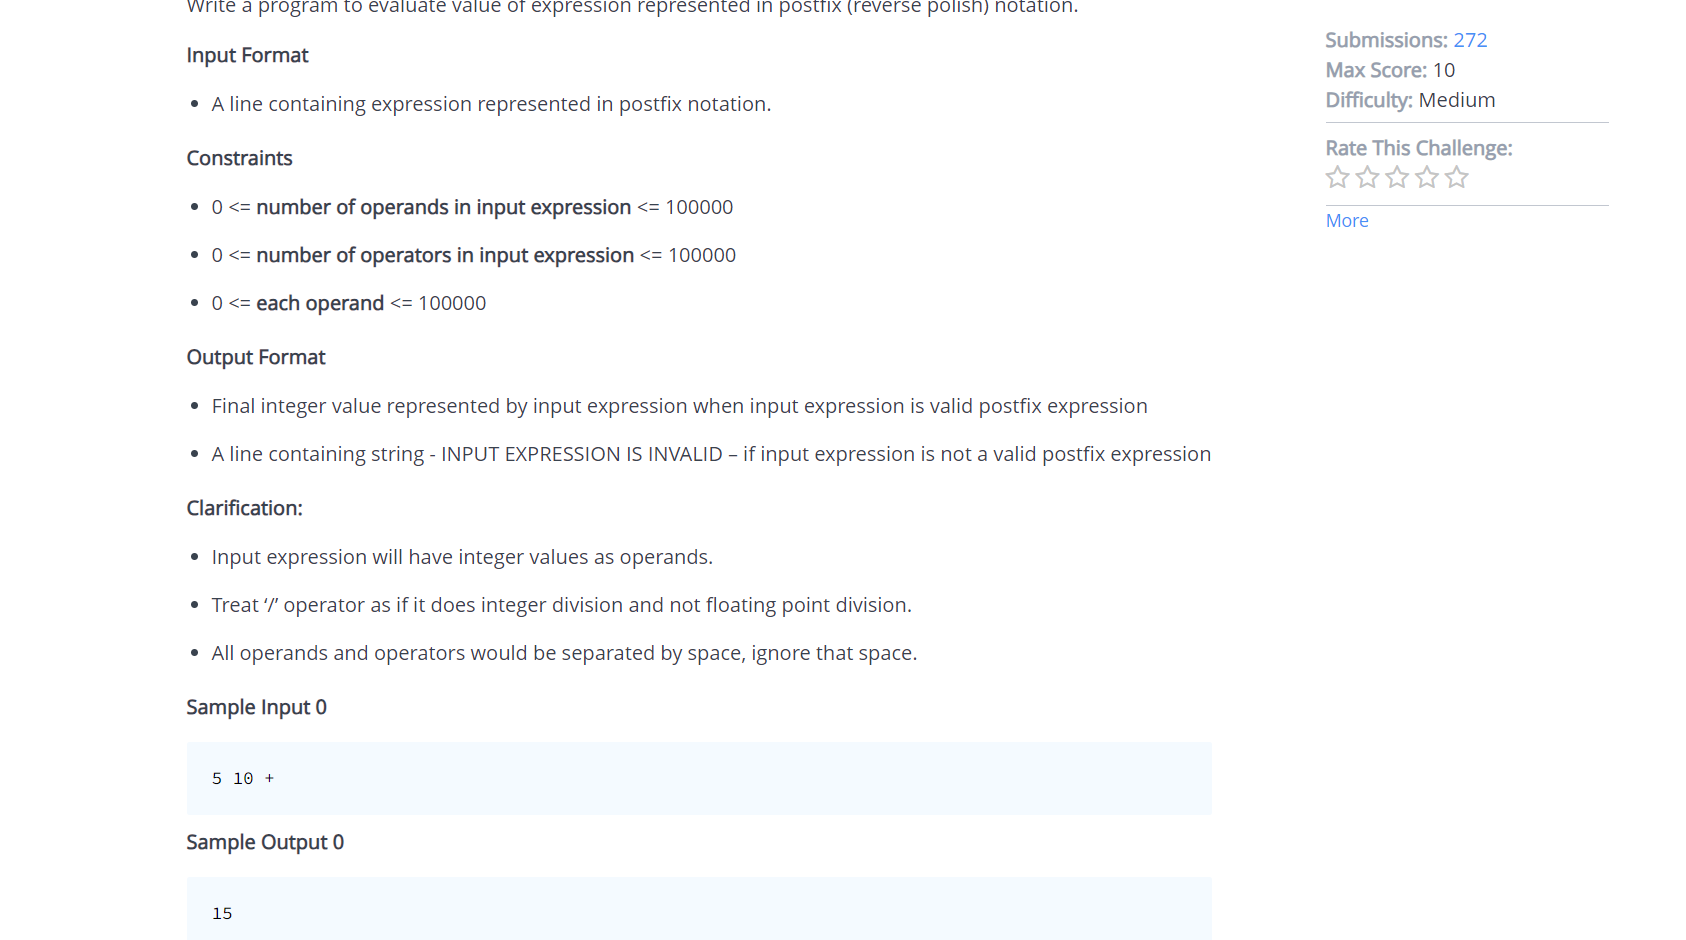 Write a program to evaluate value of expression represented in postfix (reverse polish) notation.
Input Format
• A line containing expression represented in postfix notation.
Constraints
• 0 <= number of operands in input expression <= 100000
• 0 <= number of operators in input expression <= 100000
• 0 <= each operand <= 100000
Output Format
• Final integer value represented by input expression when input expression is valid postfix expression
• A line containing string - INPUT EXPRESSION IS INVALID – if input expression is not a valid postfix expression
Clarification:
• Input expression will have integer values as operands.
• Treat ‘/’ operator as if it does integer division and not floating point division.
• All operands and operators would be separated by space, ignore that space.
Sample Input 0
5 10 +
Sample Output 0
15
Submissions: 272
Max Score: 10
Difficulty: Medium
Rate This Challenge:
More